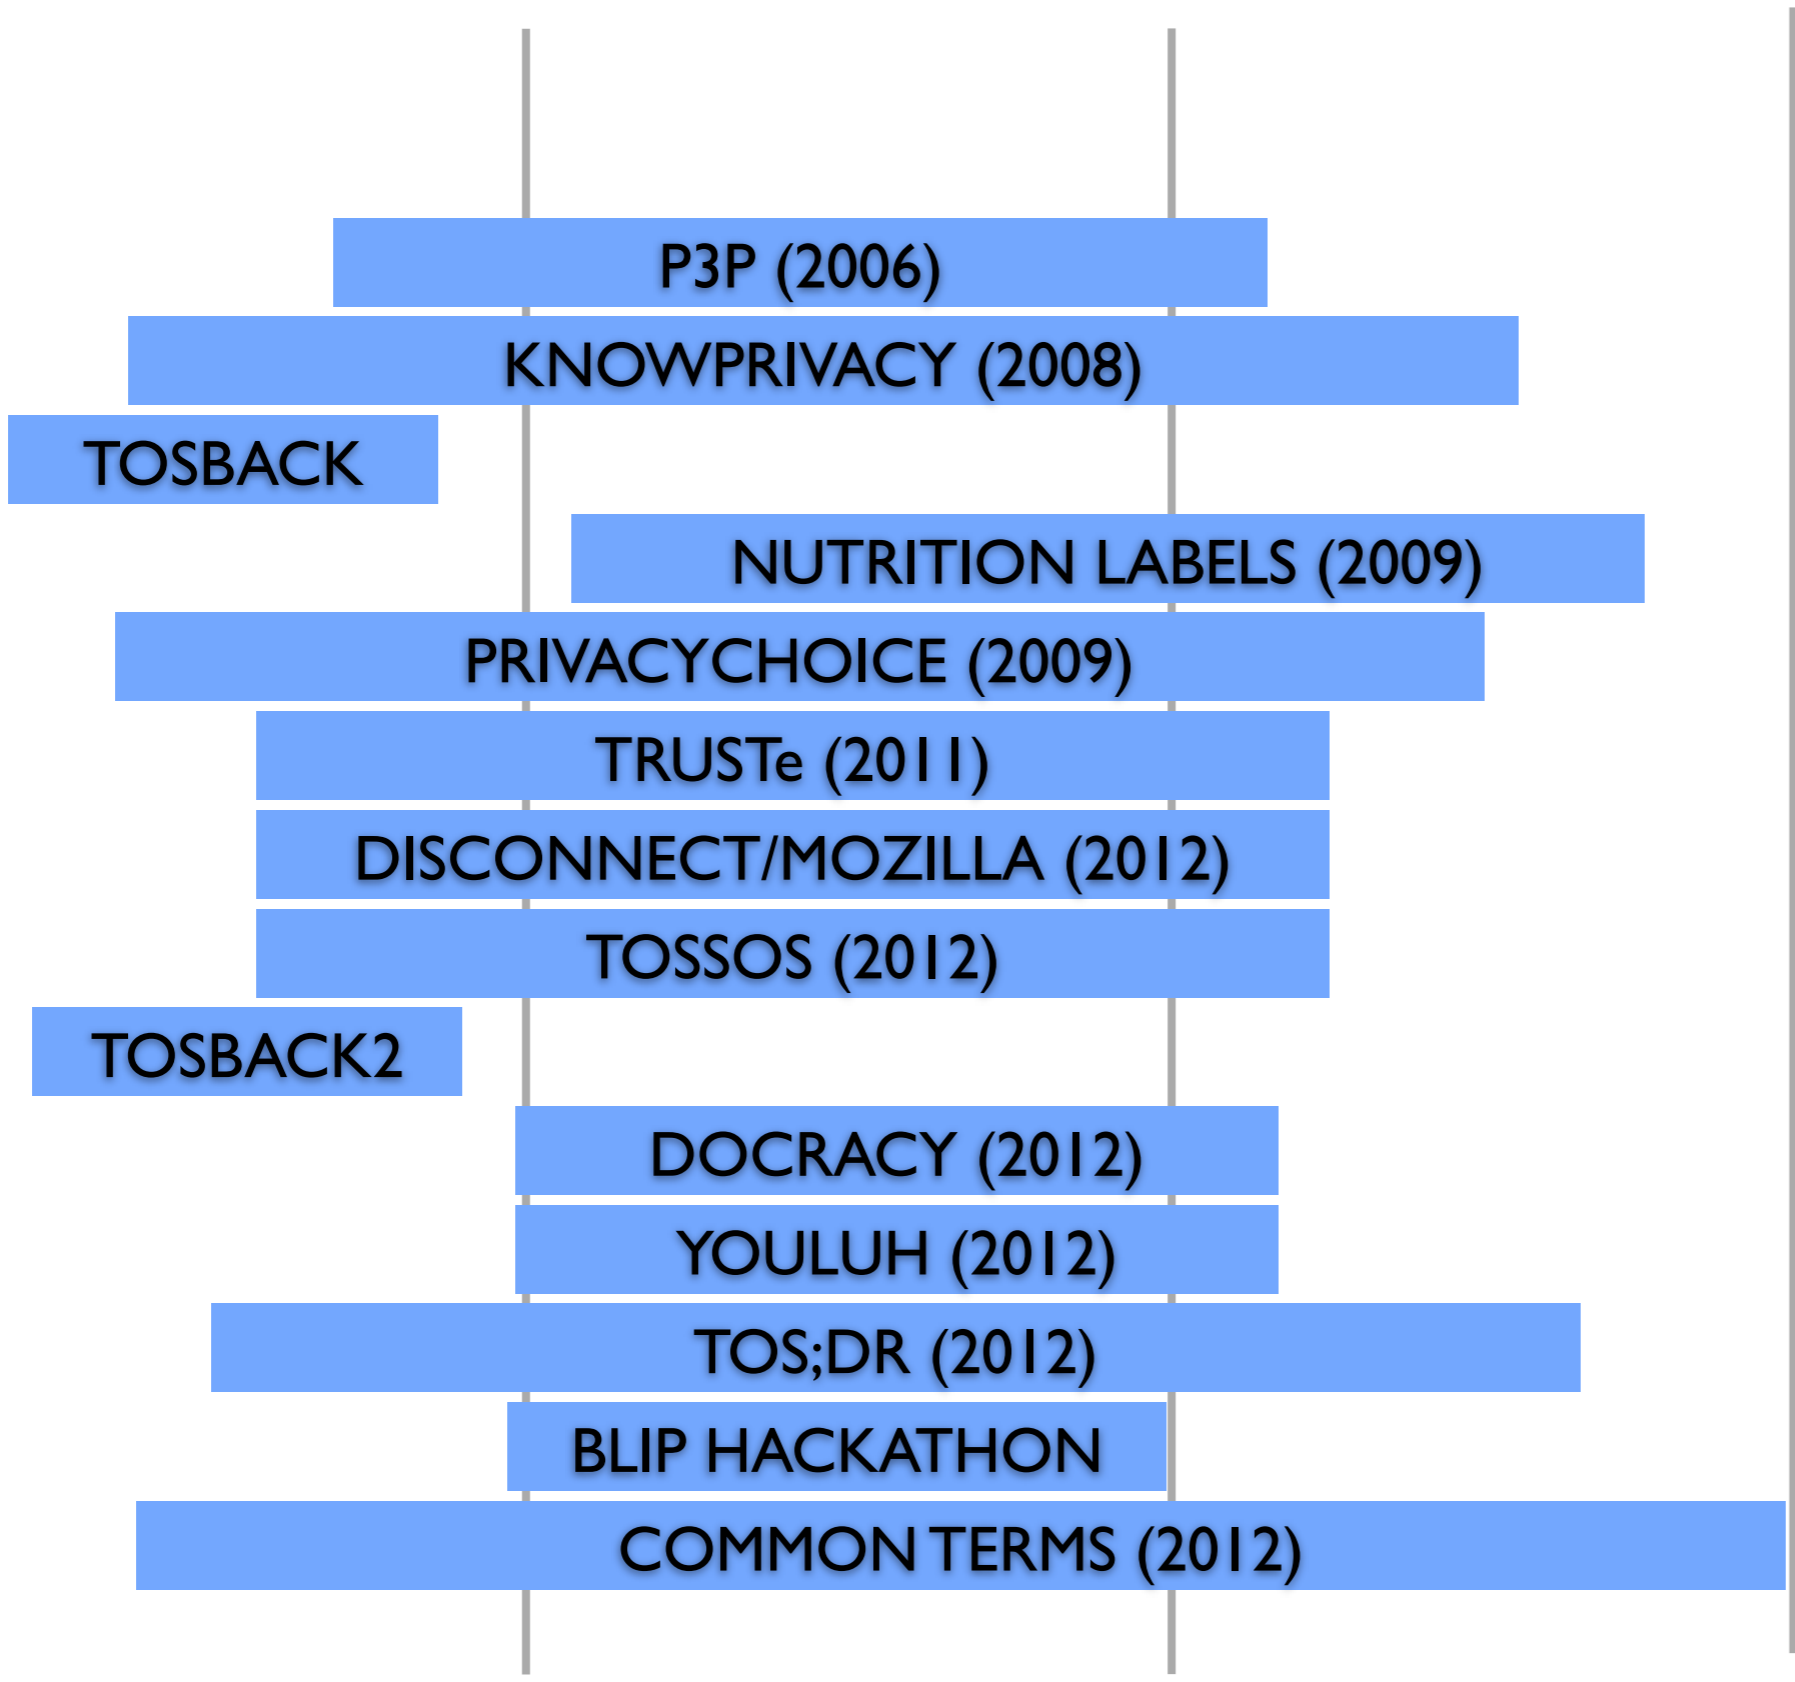 P3P (2006)
KNOWPRIVACY (2008)
TOSBACK
NUTRITION LABELS (2009)
PRIVACYCHOICE (2009)
TRUSTe (2011)
DISCONNECT/MOZILLA (2012)
TOSSOS (2012)
TOSBACK2
DOCRACY (2012)
YOULUH (2012)
TOS;DR (2012)
BLIP HACKATHON
COMMON TERMS (2012)